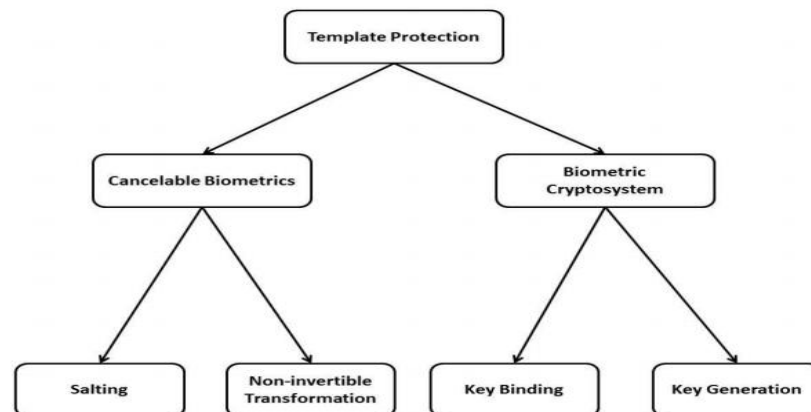 Template Protection
Cancelable Biometrics
Biometric
Cryptosystem
Salting
Non-invertible
Transformation
Key Binding
Key Generation